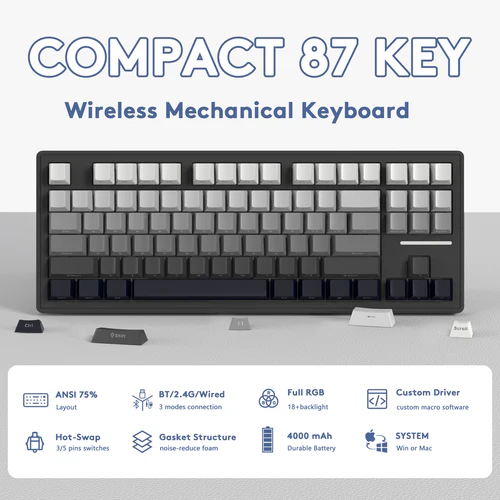 COMPACT 87 KEY
Wireless Mechanical Keyboard
Ctrl
Shift
Scroll
ANSI 75%
Layout
BT/2.4G/Wired
3 modes connection
Full RGB
18+backlight
Custom Driver
custom macro software
Hot-Swap
3/5 pins switches
Gasket Structure
noise-reduce foam
4000 mAh
Durable Battery
SYSTEM
Win or Mac